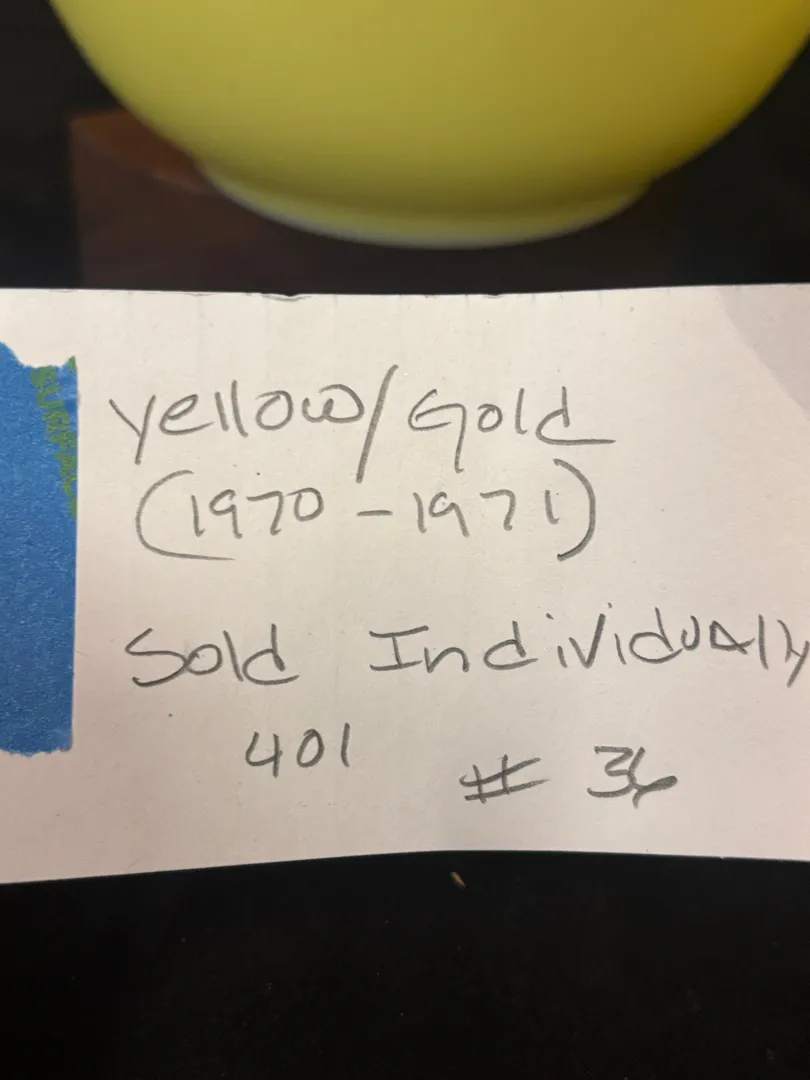 Yellow/Gold
(1970 - 1971)
Sold Individually
401 # 36